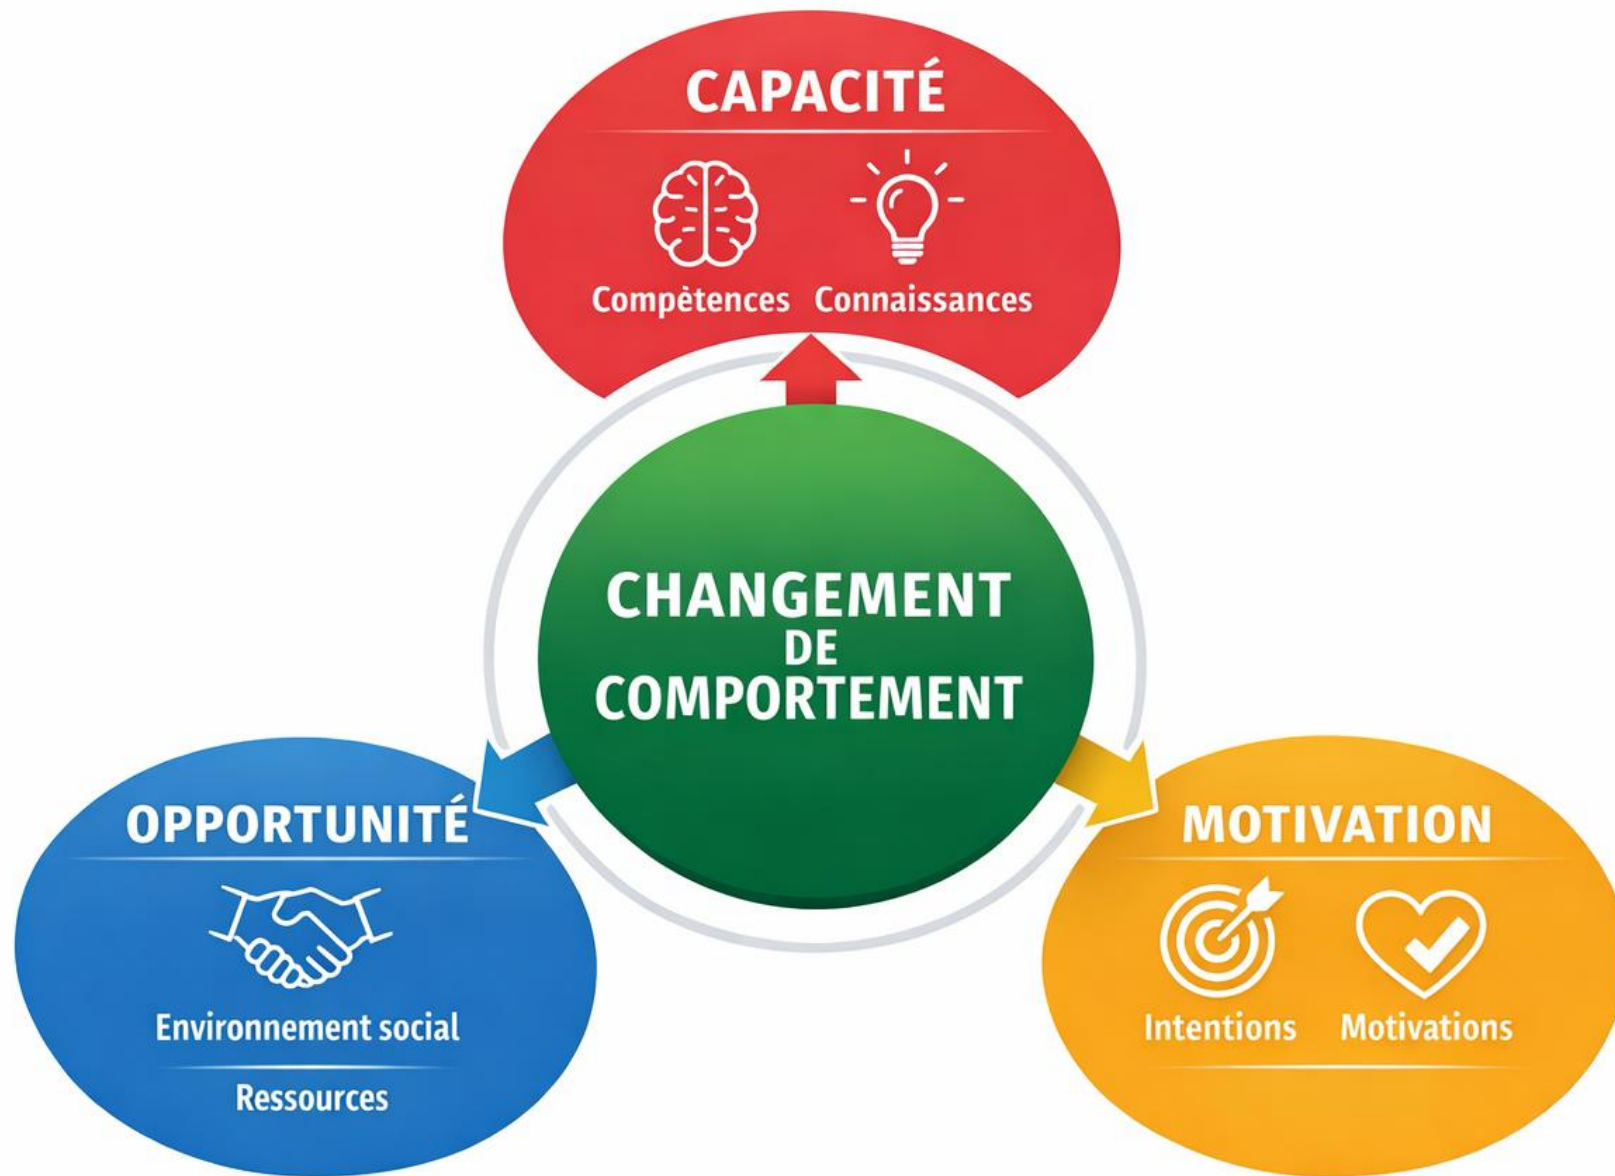 CAPACITÉ
Compètences Connaissances
CHANGEMENT
DE
COMPORTEMENT
OPPORTUNITÉ
Environnement social
Ressources
MOTIVATION
Intentions Motivations